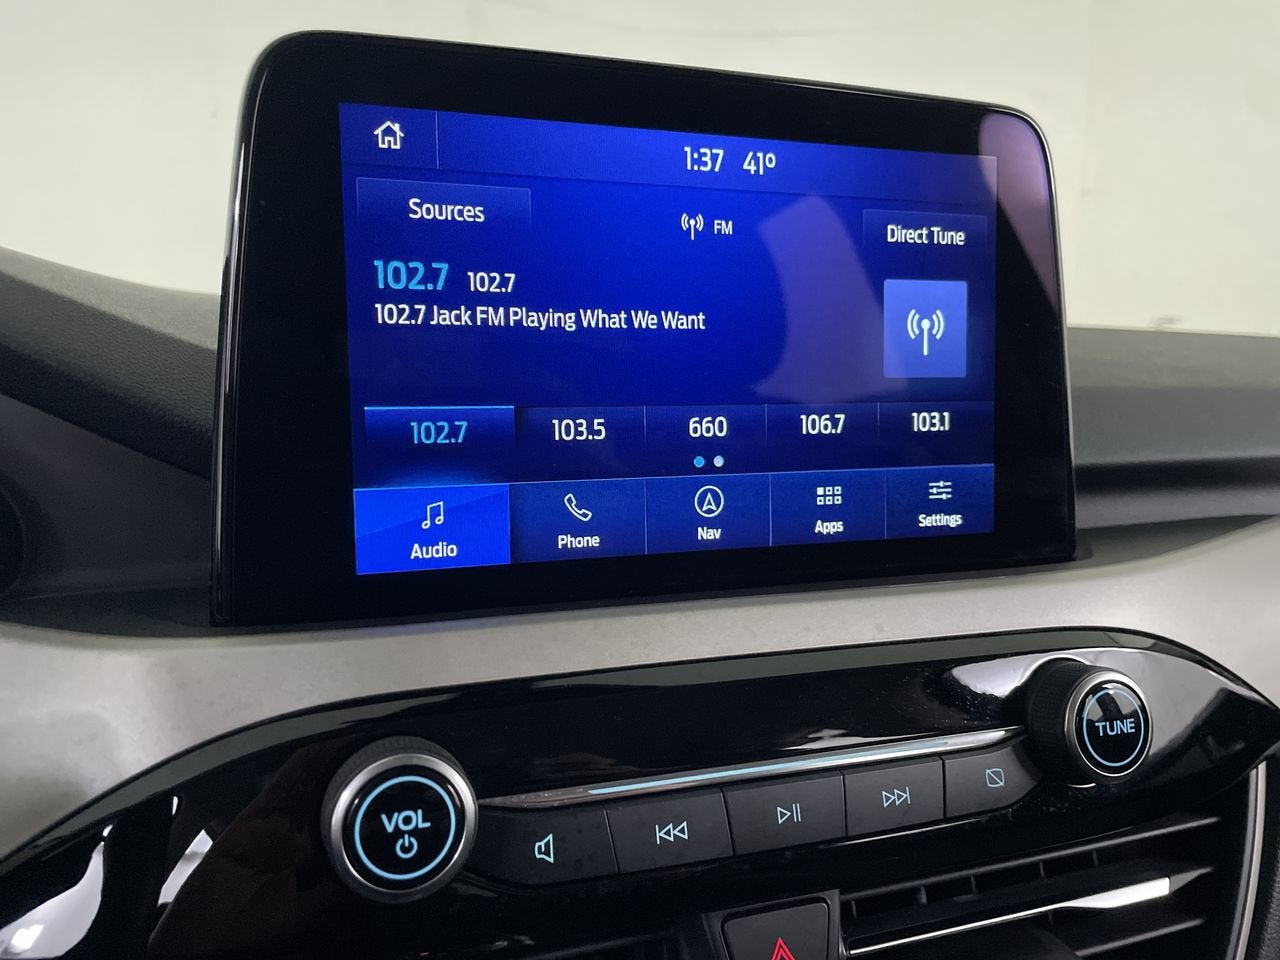 1:37 41°
Sources
FM
Direct Tune
102.7 102.7
102.7 Jack FM Playing What We Want
102.7 103.5 660 106.7 103.1
Audio Phone Nav Apps Settings
TUNE
VOL